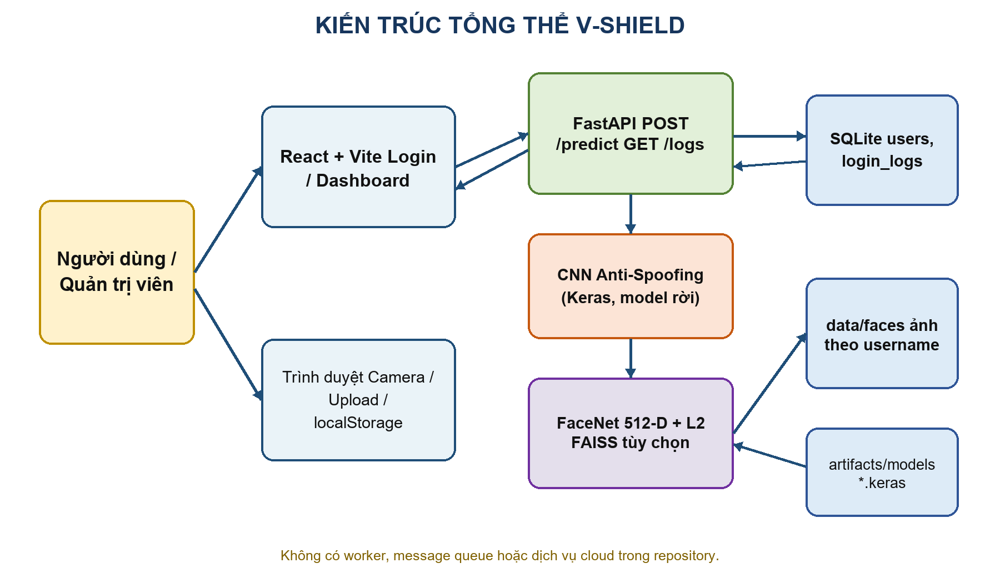 KIẾN TRÚC TỔNG THỂ V-SHIELD
Người dùng /
Quản trị viên
React + Vite Login
/ Dashboard
Trình duyệt Camera /
Upload /
localStorage
FastAPI POST
/predict GET /logs
CNN Anti-Spoofing
(Keras, model rời)
FaceNet 512-D + L2
FAISS tùy chọn
SQLite users,
login_logs
data/faces ảnh
theo username
artifacts/models
*.keras
Không có worker, message queue hoặc dịch vụ cloud trong repository.